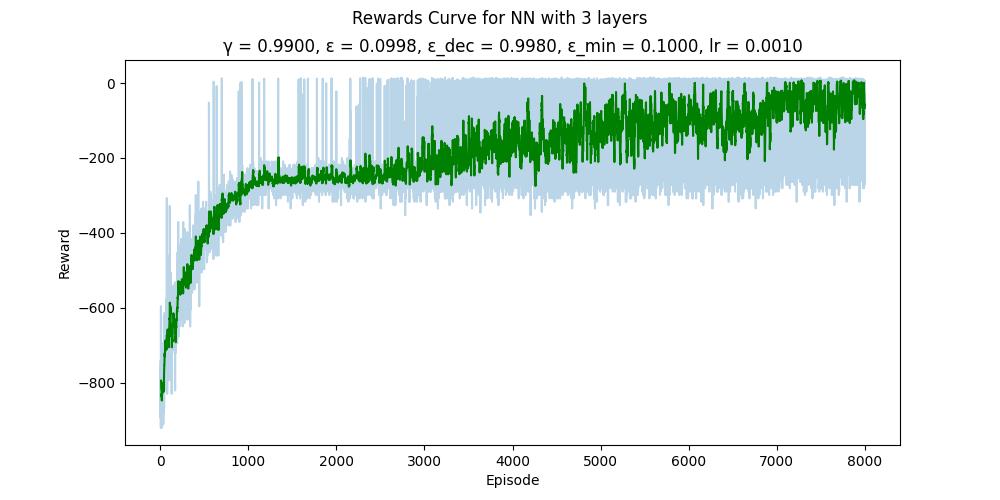 Rewards Curve for NN with 3 layers
γ = 0.9900, ε = 0.0998, ε_dec = 0.9980, ε_min = 0.1000, lr = 0.0010
0
−200
−400
−600
−800
Reward
0 1000 2000 3000 4000 5000 6000 7000 8000
Episode